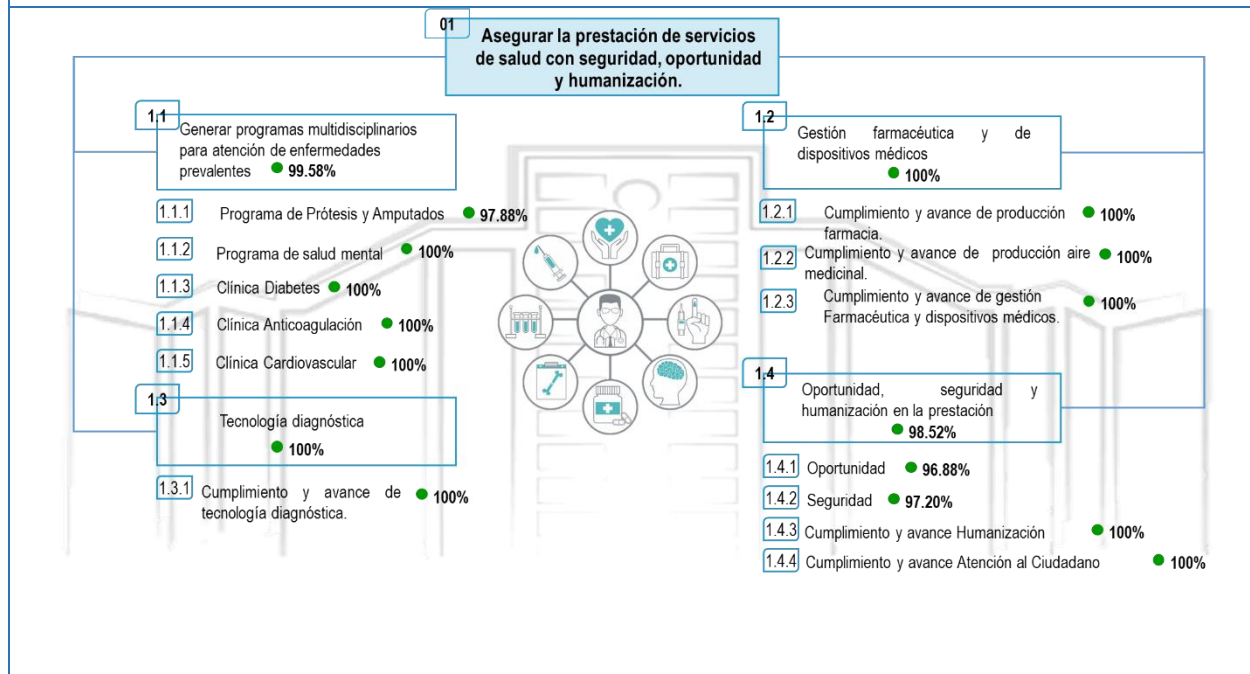 01
Asegurar la prestación de servicios
de salud con seguridad, oportunidad
y humanización.
1.1
Generar programas multidisciplinarios
para atención de enfermedades
prevalentes 99.58%
1.1.1 Programa de Prótesis y Amputados 97.88%
1.1.2 Programa de salud mental 100%
1.1.3 Clínica Diabetes 100%
1.1.4 Clínica Anticoagulación 100%
1.1.5 Clínica Cardiovascular 100%
1.3
Tecnología diagnóstica
100%
1.3.1 Cumplimiento y avance de 100%
tecnología diagnóstica.
1.2
Gestión farmacéutica y de
dispositivos médicos
100%
1.2.1 Cumplimiento y avance de producción 100%
farmacia.
1.2.2 Cumplimiento y avance de producción aire 100%
medicinal.
1.2.3 Cumplimiento y avance de gestión 100%
Farmacéutica y dispositivos médicos.
1.4
Oportunidad, seguridad y
humanización en la prestación
98.52%
1.4.1 Oportunidad 96.88%
1.4.2 Seguridad 97.20%
1.4.3 Cumplimiento y avance Humanización 100%
1.4.4 Cumplimiento y avance Atención al Ciudadano 100%